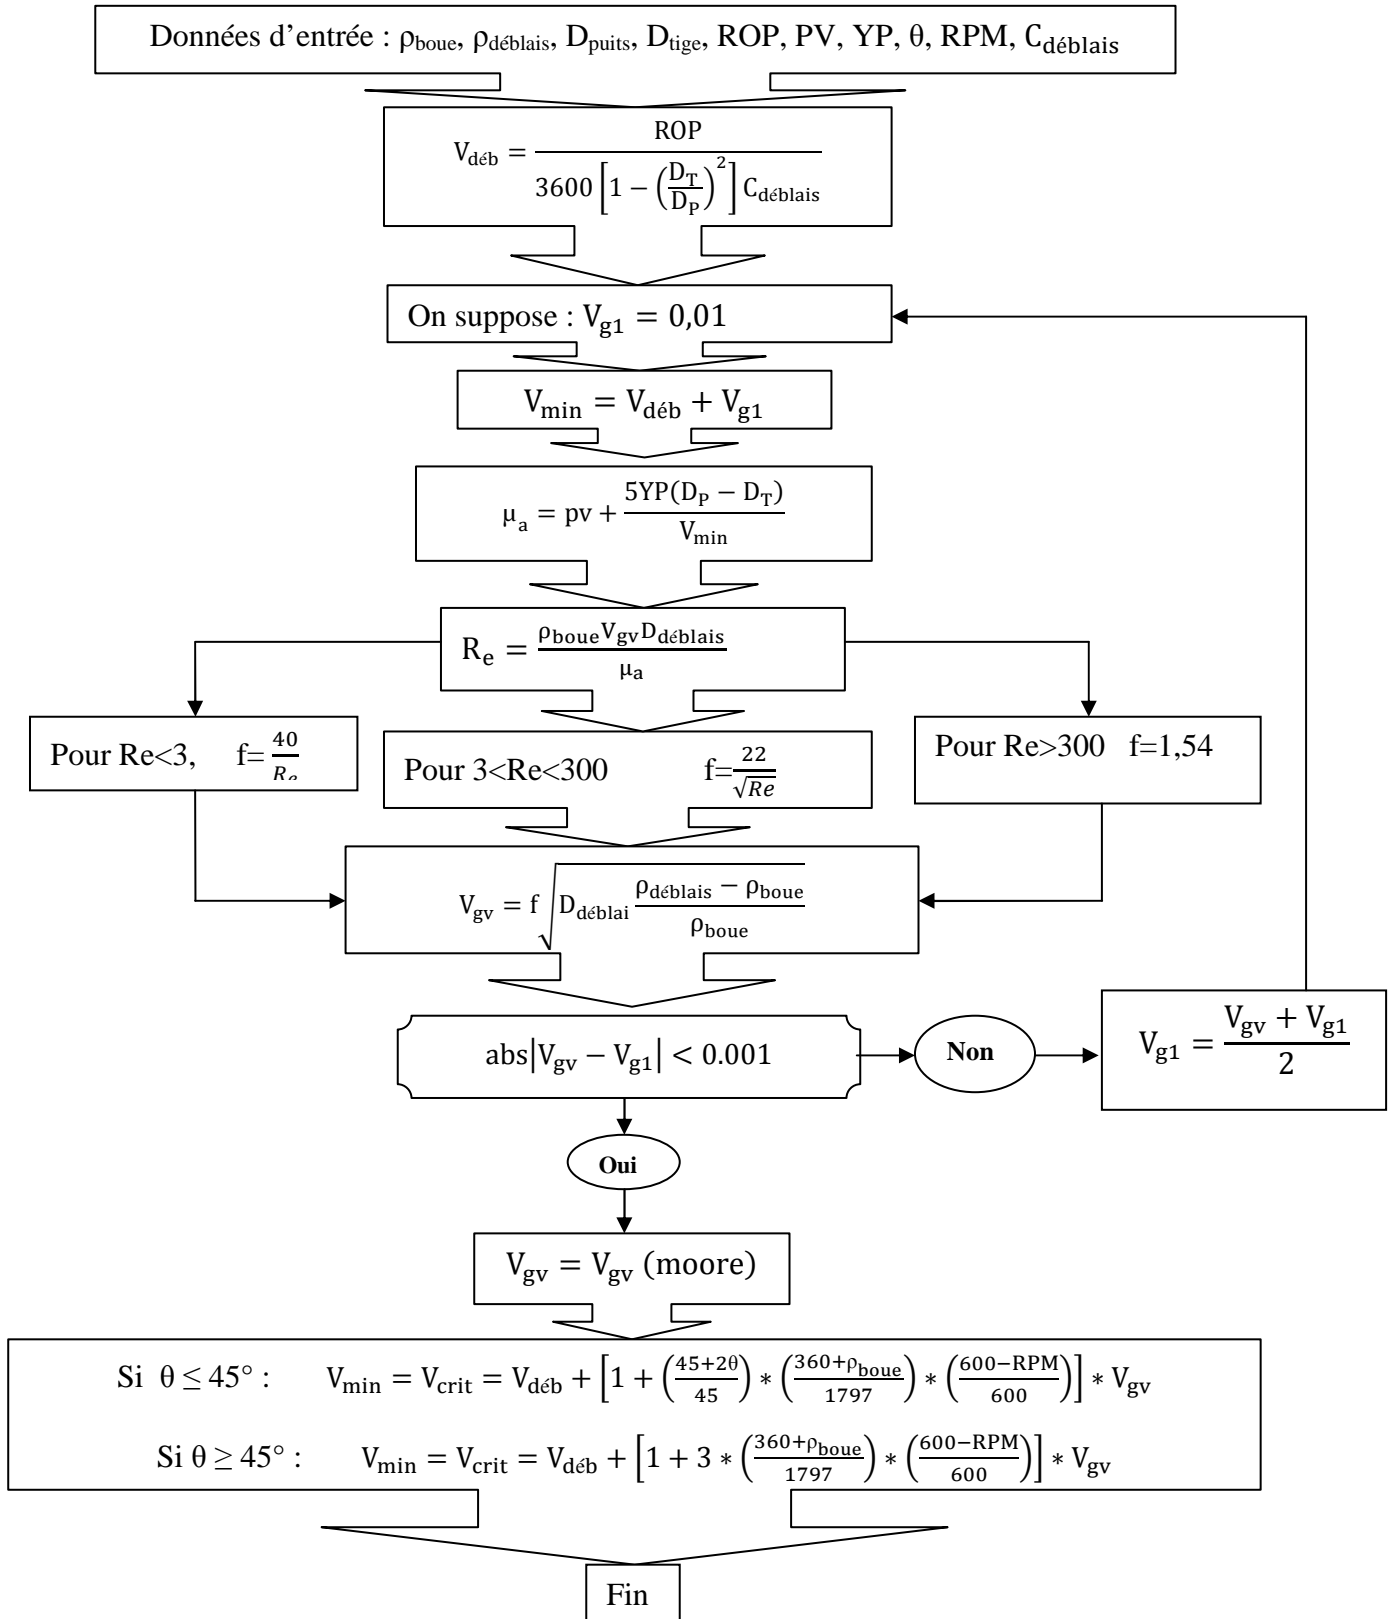 Données d'entrée : ρboue, ρdéblais, Dpuits, Dtige, ROP, PV, YP, θ, RPM, Cdéblais
Vdéb = ROP / 3600 [1 − (DT/DP)²] Cdéblais
On suppose : Vg1 = 0,01
Vmin = Vdéb + Vg1
μa = pv + 5YP(DP − DT) / Vmin
Re = ρboueVgvDdéblais / μa
Pour Re<3, f= 40/Re
Pour 3<Re<300 f= 22/√Re
Pour Re>300 f=1,54
Vgv = f √(Ddéblai (ρdéblais − ρboue) / ρboue)
abs|Vgv − Vg1| < 0.001
Non
Vg1 = (Vgv + Vg1) / 2
Oui
Vgv = Vgv (moore)
Si θ ≤ 45° : Vmin = Vcrit = Vdéb + [1 + ((45+2θ)/45) * ((360+ρboue)/1797) * ((600−RPM)/600)] * Vgv
Si θ ≥ 45° : Vmin = Vcrit = Vdéb + [1 + 3 * ((360+ρboue)/1797) * ((600−RPM)/600)] * Vgv
Fin